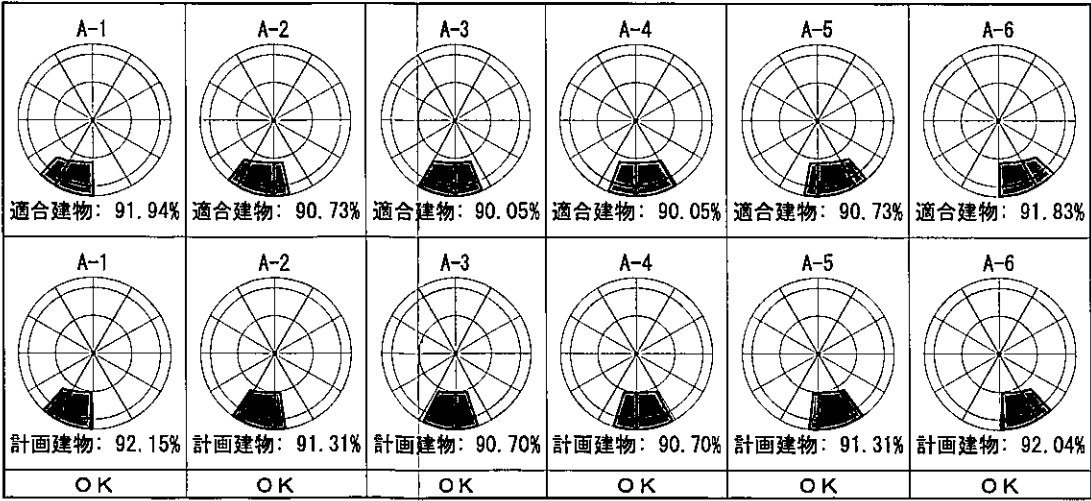 A-1 A-2 A-3 A-4 A-5 A-6
適合建物: 91.94% 適合建物: 90.73% 適合建物: 90.05% 適合建物: 90.05% 適合建物: 90.73% 適合建物: 91.83%
A-1 A-2 A-3 A-4 A-5 A-6
計画建物: 92.15% 計画建物: 91.31% 計画建物: 90.70% 計画建物: 90.70% 計画建物: 91.31% 計画建物: 92.04%
OK OK OK OK OK OK